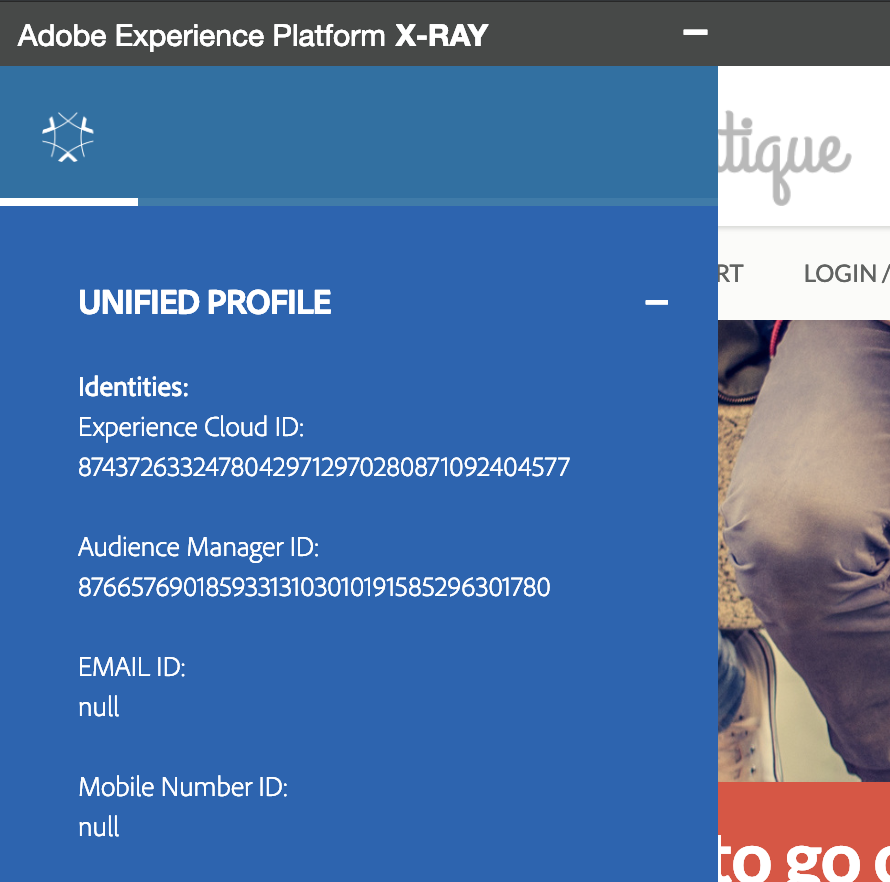 Adobe Experience Platform X-RAY
tique
UNIFIED PROFILE
RT
LOGIN /
Identities:
Experience Cloud ID:
87437263324780429712970280871092404577
Audience Manager ID:
87665769018593313103010191585296301780
EMAIL ID:
null
Mobile Number ID:
null
to go